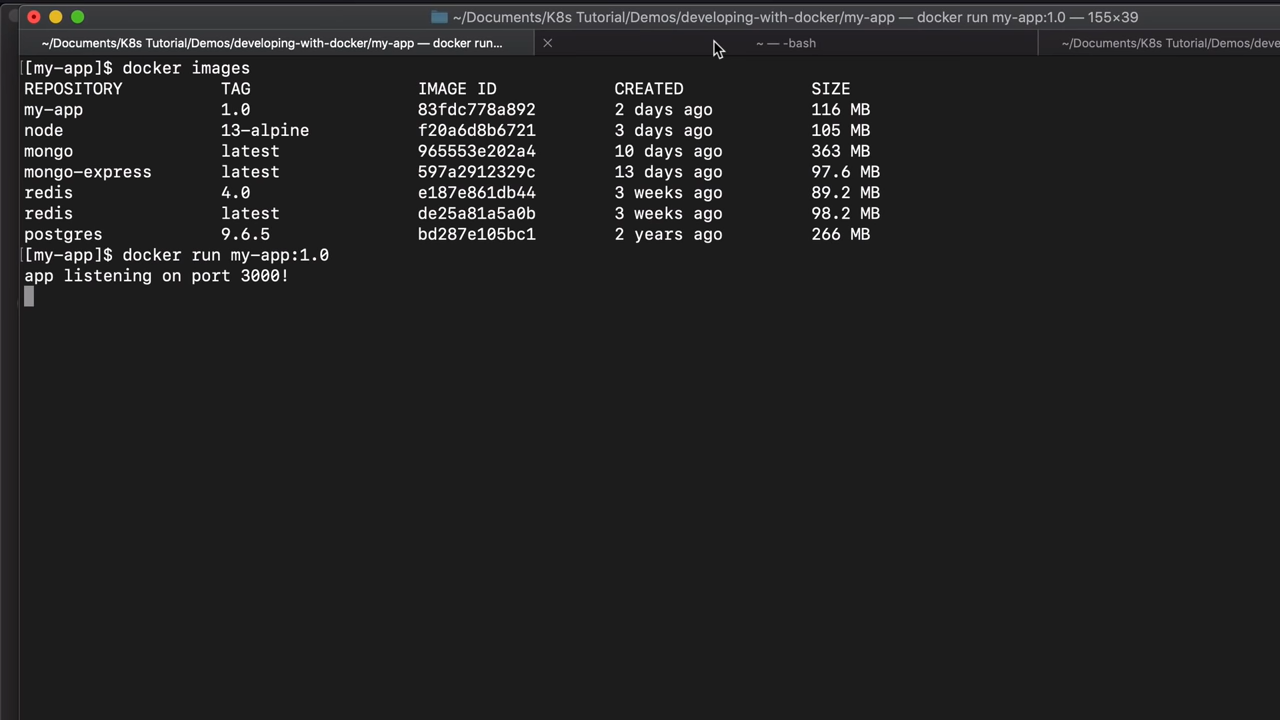 ~/Documents/K8s Tutorial/Demos/developing-with-docker/my-app — docker run my-app:1.0 — 155×39
~/Documents/K8s Tutorial/Demos/developing-with-docker/my-app — docker run... ~ — -bash ~/Documents/K8s Tutorial/Demos/deve
[[my-app]$ docker images
REPOSITORY TAG IMAGE ID CREATED SIZE
my-app 1.0 83fdc778a892 2 days ago 116 MB
node 13-alpine f20a6d8b6721 3 days ago 105 MB
mongo latest 965553e202a4 10 days ago 363 MB
mongo-express latest 597a2912329c 13 days ago 97.6 MB
redis 4.0 e187e861db44 3 weeks ago 89.2 MB
redis latest de25a81a5a0b 3 weeks ago 98.2 MB
postgres 9.6.5 bd287e105bc1 2 years ago 266 MB
[[my-app]$ docker run my-app:1.0
app listening on port 3000!